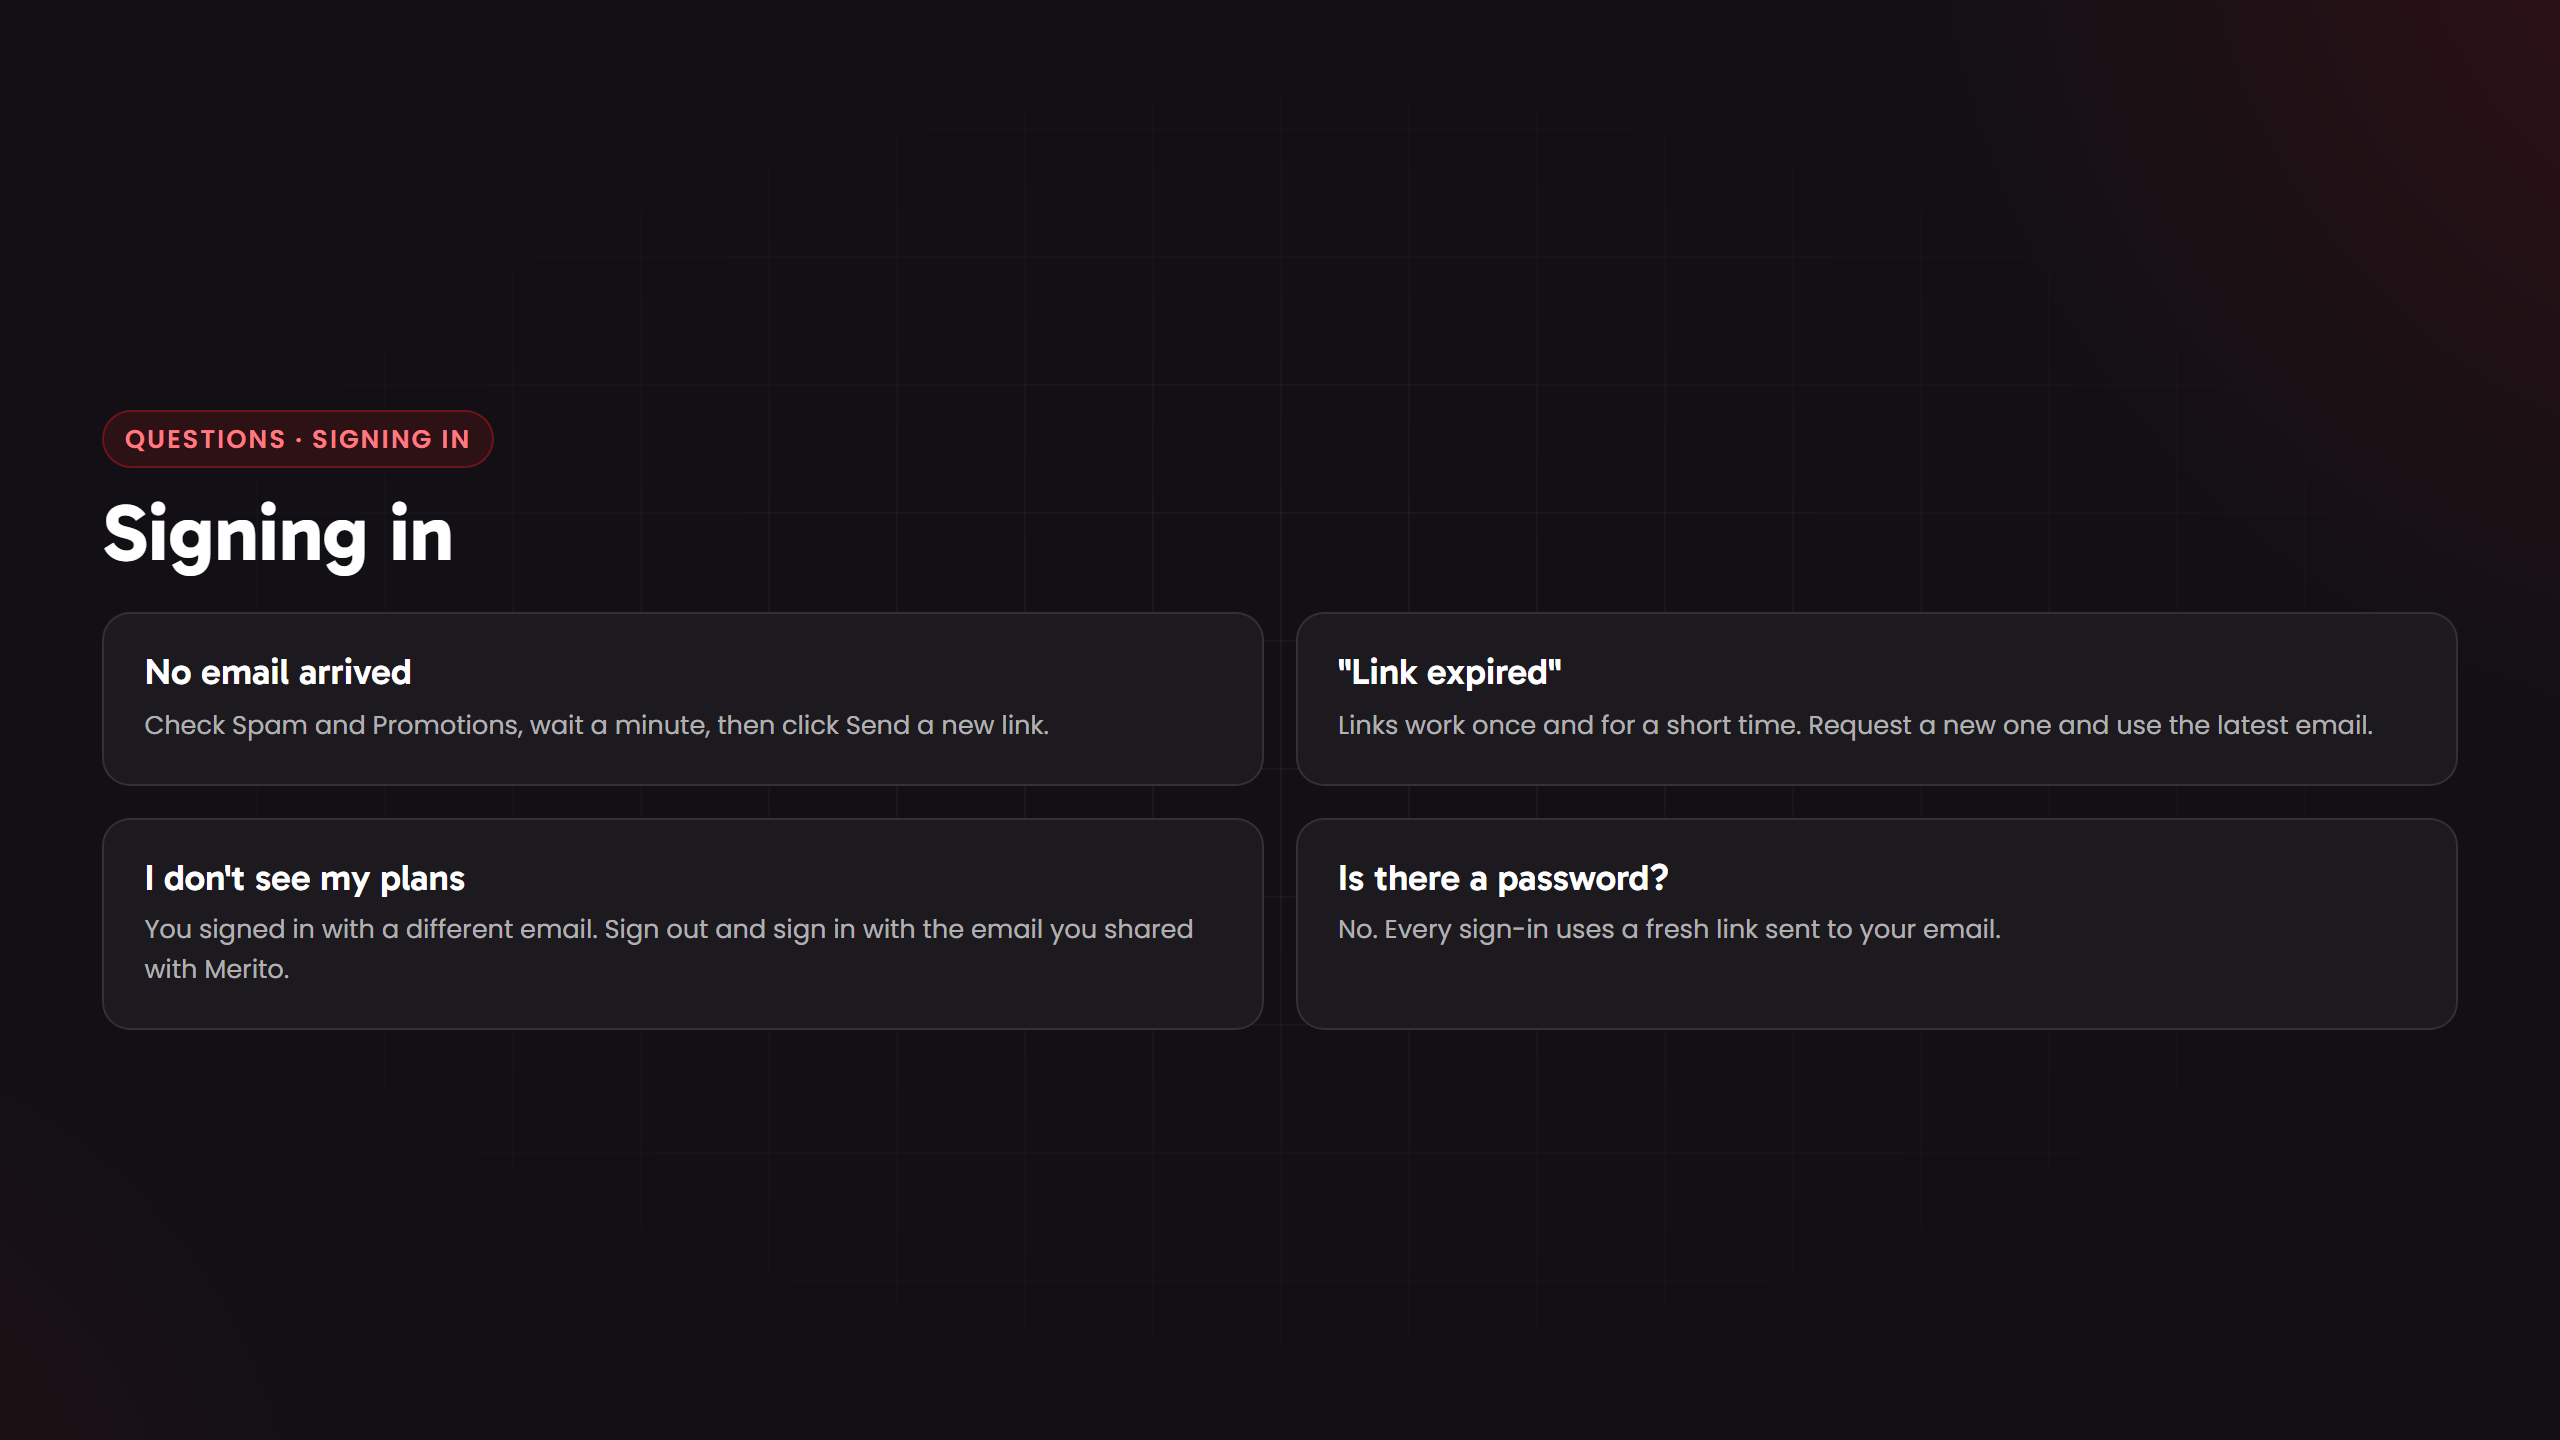 QUESTIONS · SIGNING IN
Signing in
No email arrived
Check Spam and Promotions, wait a minute, then click Send a new link.
"Link expired"
Links work once and for a short time. Request a new one and use the latest email.
I don't see my plans
You signed in with a different email. Sign out and sign in with the email you shared
with Merito.
Is there a password?
No. Every sign-in uses a fresh link sent to your email.